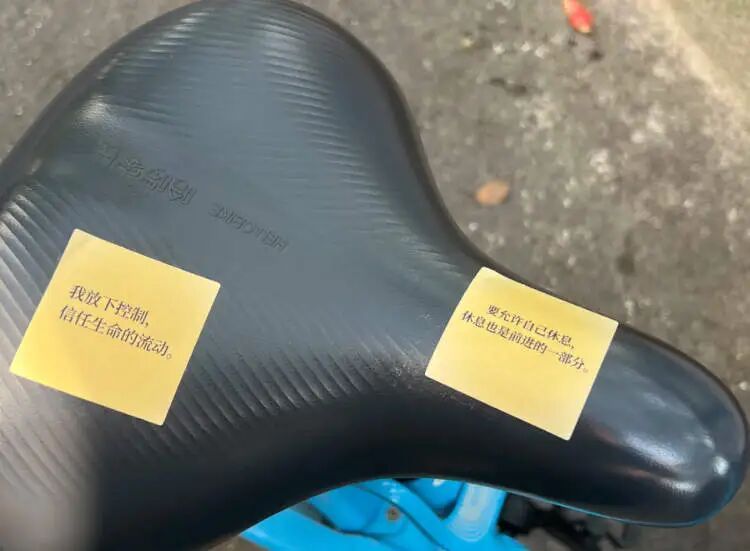 我放下控制，
信任生命的流动。
要允许自己休息，
休息也是前进的一部分。